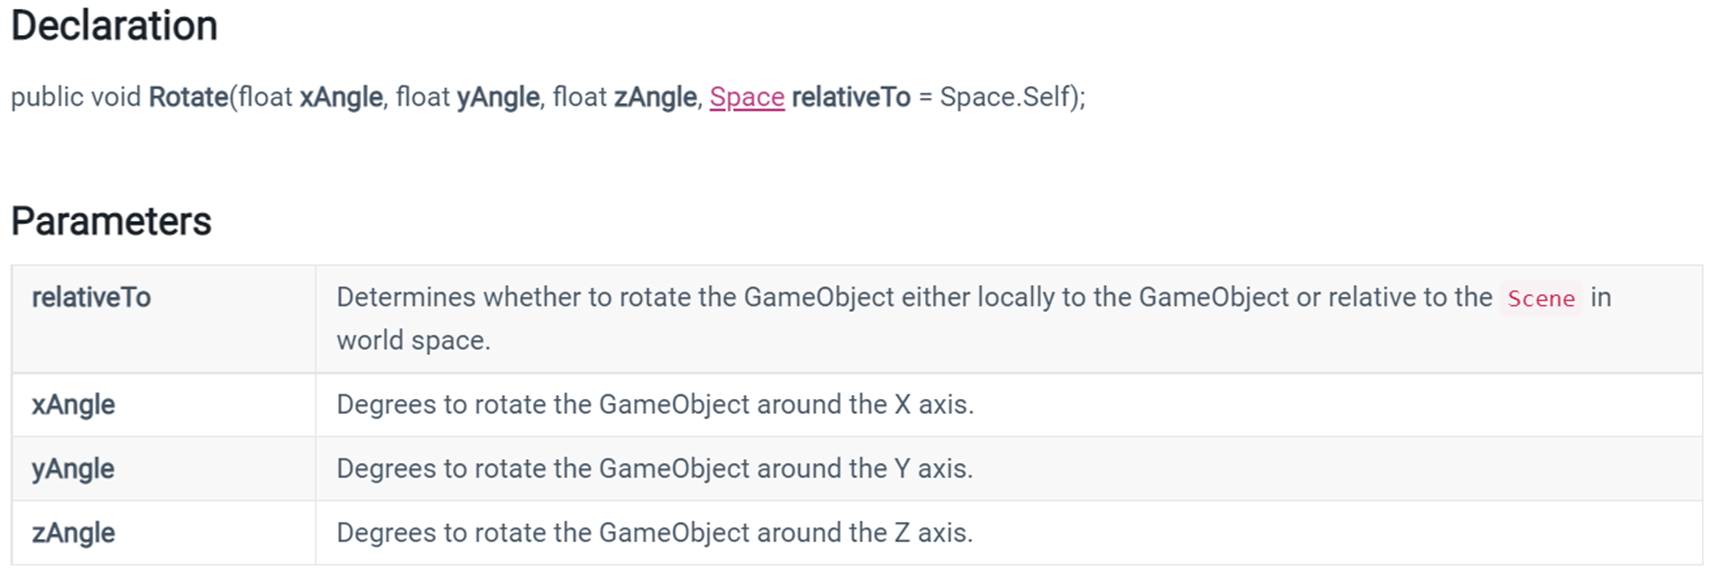 Declaration
public void Rotate(float xAngle, float yAngle, float zAngle, Space relativeTo = Space.Self);
Parameters
relativeTo Determines whether to rotate the GameObject either locally to the GameObject or relative to the Scene in
world space.
xAngle Degrees to rotate the GameObject around the X axis.
yAngle Degrees to rotate the GameObject around the Y axis.
zAngle Degrees to rotate the GameObject around the Z axis.